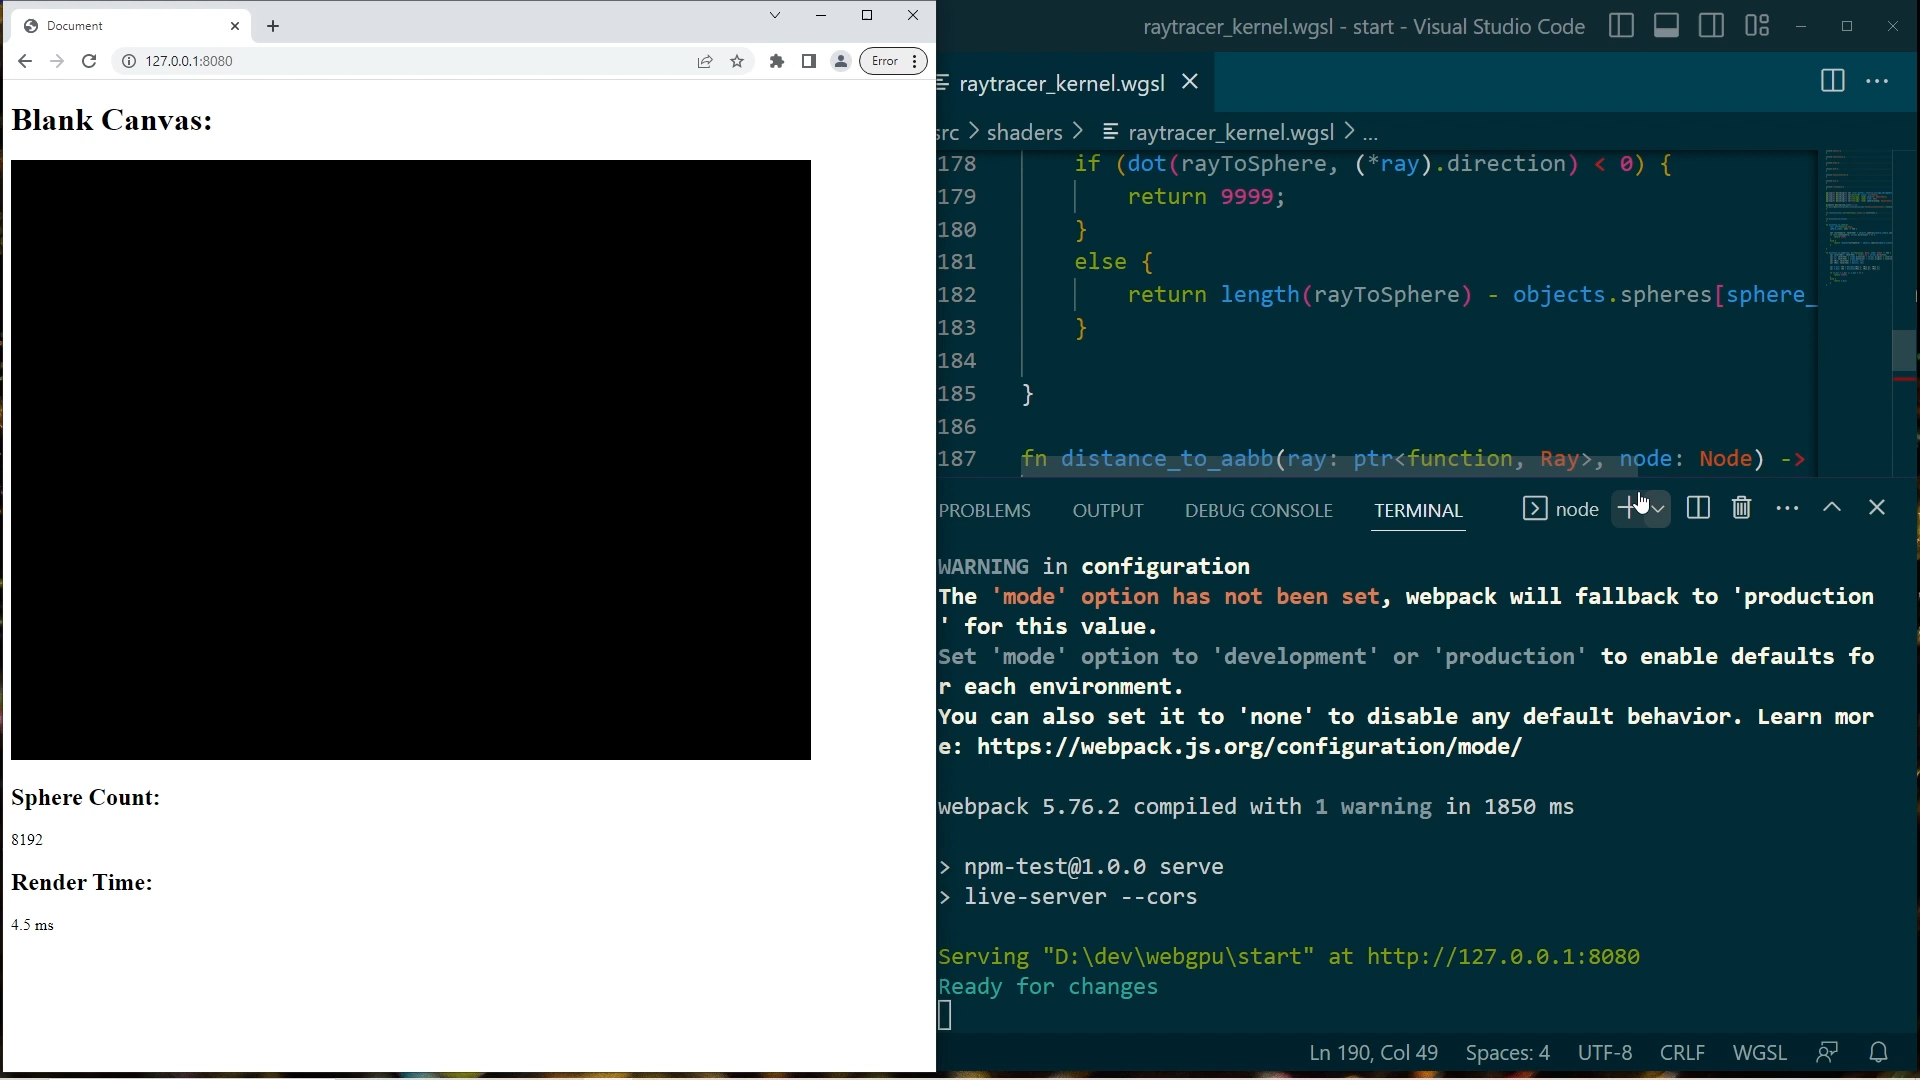 Document
127.0.0.1:8080
Error
Blank Canvas:
Sphere Count:
8192
Render Time:
4.5 ms
raytracer_kernel.wgsl - start - Visual Studio Code
raytracer_kernel.wgsl
src > shaders > raytracer_kernel.wgsl > ...
178 if (dot(rayToSphere, (*ray).direction) < 0) {
179 return 9999;
180 }
181 else {
182 return length(rayToSphere) - objects.spheres[sphere_
183 }
184
185 }
186
187 fn distance_to_aabb(ray: ptr<function, Ray>, node: Node) ->
PROBLEMS OUTPUT DEBUG CONSOLE TERMINAL node
WARNING in configuration
The 'mode' option has not been set, webpack will fallback to 'production
' for this value.
Set 'mode' option to 'development' or 'production' to enable defaults fo
r each environment.
You can also set it to 'none' to disable any default behavior. Learn mor
e: https://webpack.js.org/configuration/mode/
webpack 5.76.2 compiled with 1 warning in 1850 ms
> npm-test@1.0.0 serve
> live-server --cors
Serving "D:\dev\webgpu\start" at http://127.0.0.1:8080
Ready for changes
Ln 190, Col 49 Spaces: 4 UTF-8 CRLF WGSL